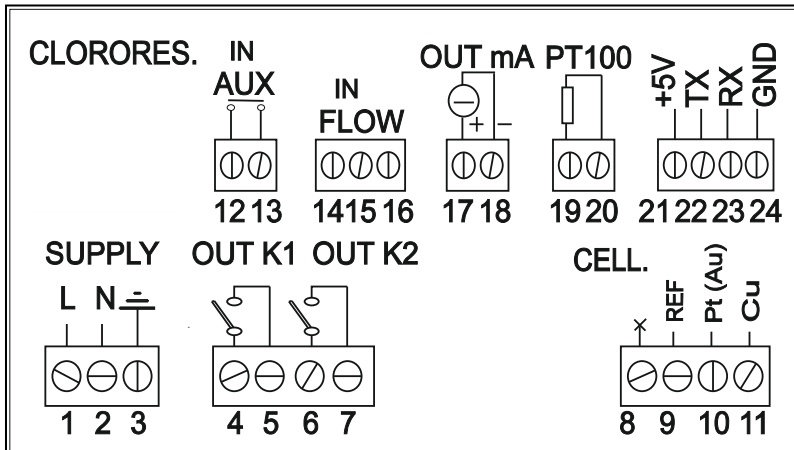 CLORORES.
IN
AUX
IN
FLOW
OUT mA
PT100
+5V
TX
RX
GND
+
−
12 13
14 15 16
17 18
19 20
21 22 23 24
SUPPLY
OUT K1
OUT K2
CELL.
L
N
REF
Pt (Au)
Cu
1 2 3
4 5 6 7
8 9 10 11